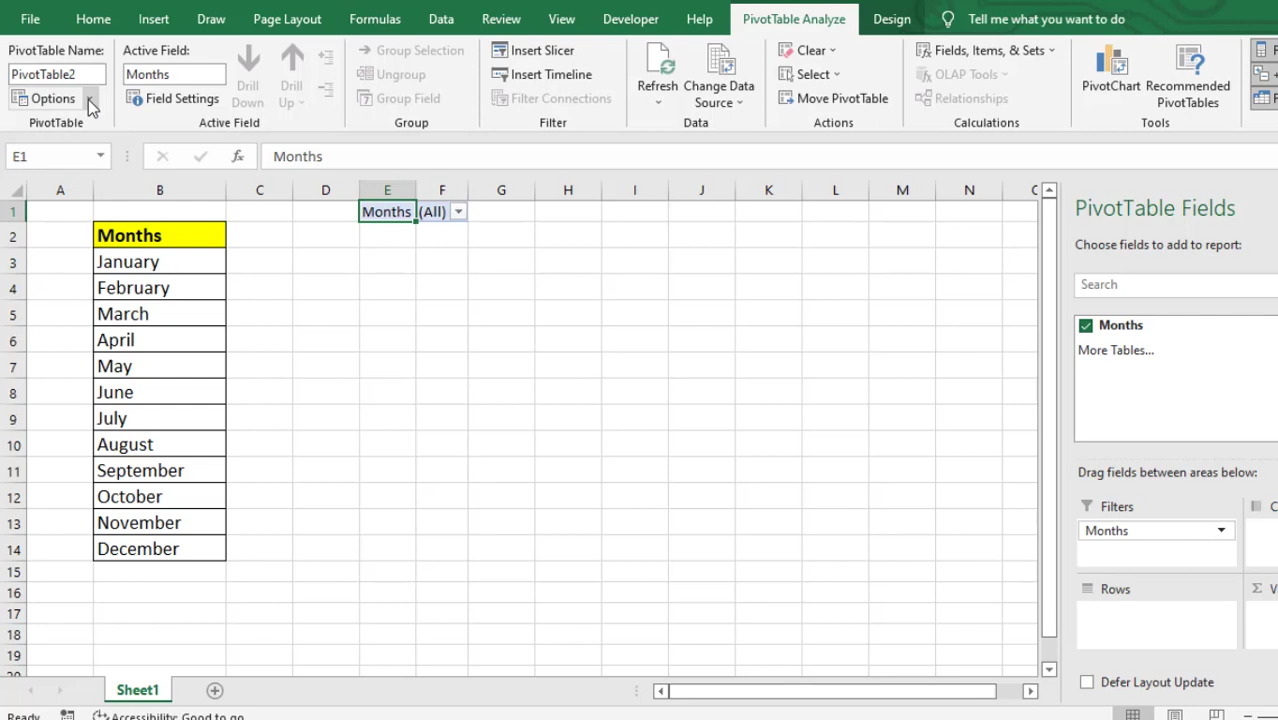 File Home Insert Draw Page Layout Formulas Data Review View Developer Help PivotTable Analyze Design Tell me what you want to do
PivotTable Name:
PivotTable2
Options
PivotTable
Active Field:
Months
Field Settings
Drill Down
Drill Up
Active Field
Group Selection
Ungroup
Group Field
Group
Insert Slicer
Insert Timeline
Filter Connections
Filter
Refresh
Change Data Source
Data
Clear
Select
Move PivotTable
Actions
Fields, Items, & Sets
OLAP Tools
Relationships
Calculations
PivotChart
Recommended PivotTables
Tools
E1 fx Months
A B C D E F G H I J K L M N
1 Months (All)
2 Months
3 January
4 February
5 March
6 April
7 May
8 June
9 July
10 August
11 September
12 October
13 November
14 December
15
16
17
18
19
PivotTable Fields
Choose fields to add to report:
Search
Months
More Tables...
Drag fields between areas below:
Filters
Months
Rows
Σ
Defer Layout Update
Sheet1
Ready Accessibility: Good to go